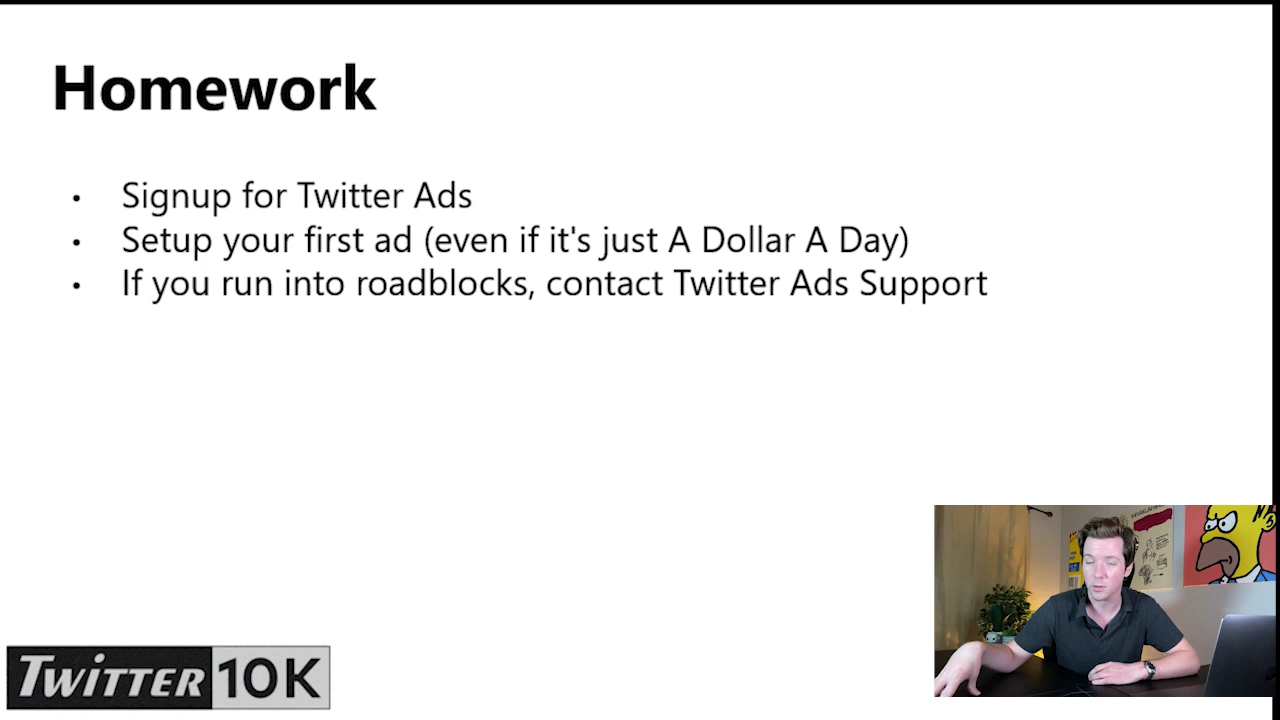 Homework
• Signup for Twitter Ads
• Setup your first ad (even if it's just A Dollar A Day)
• If you run into roadblocks, contact Twitter Ads Support
TWITTER 10K